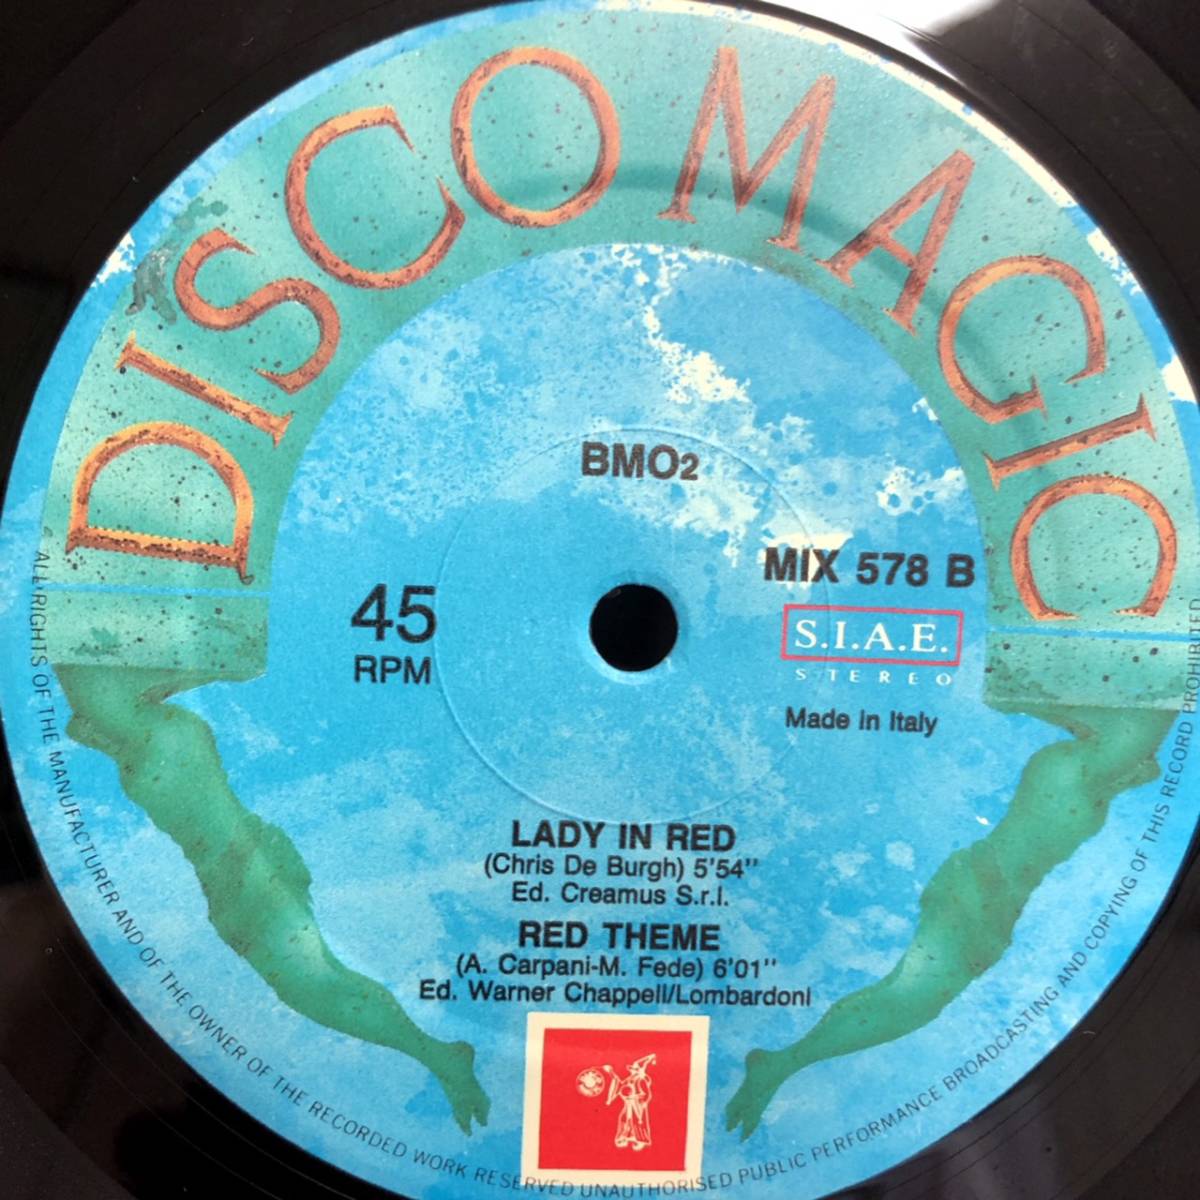 DISCO MAGIC
BMO2
MIX 578 B
45
RPM
S.I.A.E.
STEREO
Made in Italy
LADY IN RED
(Chris De Burgh) 5'54"
Ed. Creamus S.r.l.
RED THEME
(A. Carpani-M. Fede) 6'01"
Ed. Warner Chappell/Lombardoni
ALL RIGHTS OF THE MANUFACTURER AND OF THE OWNER OF THE RECORDED WORK RESERVED UNAUTHORISED PUBLIC PERFORMANCE BROADCASTING AND COPYING OF THIS RECORD PROHIBITED